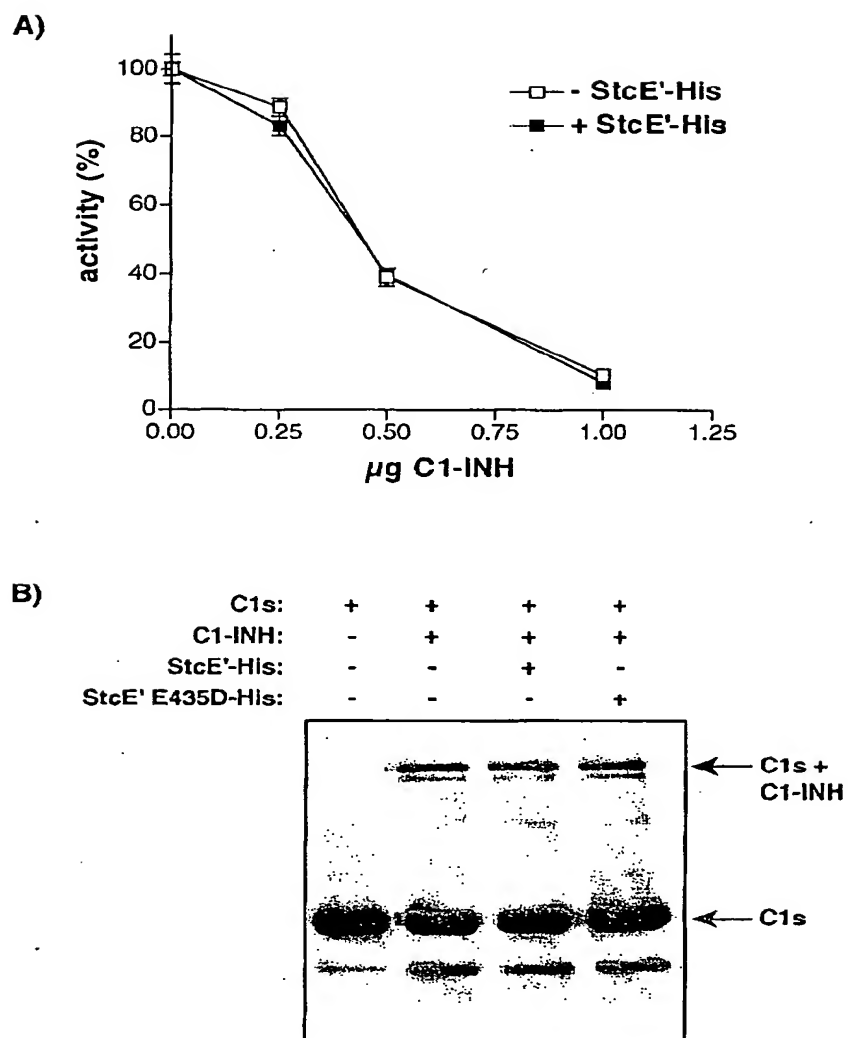 A)
100
80
60
40
20
0
activity (%)
0.00 0.25 0.50 0.75 1.00 1.25
µg C1-INH
- StcE'-His
+ StcE'-His
B)
C1s: + + + +
C1-INH: - + + +
StcE'-His: - - + -
StcE' E435D-His: - - - +
C1s +
C1-INH
C1s